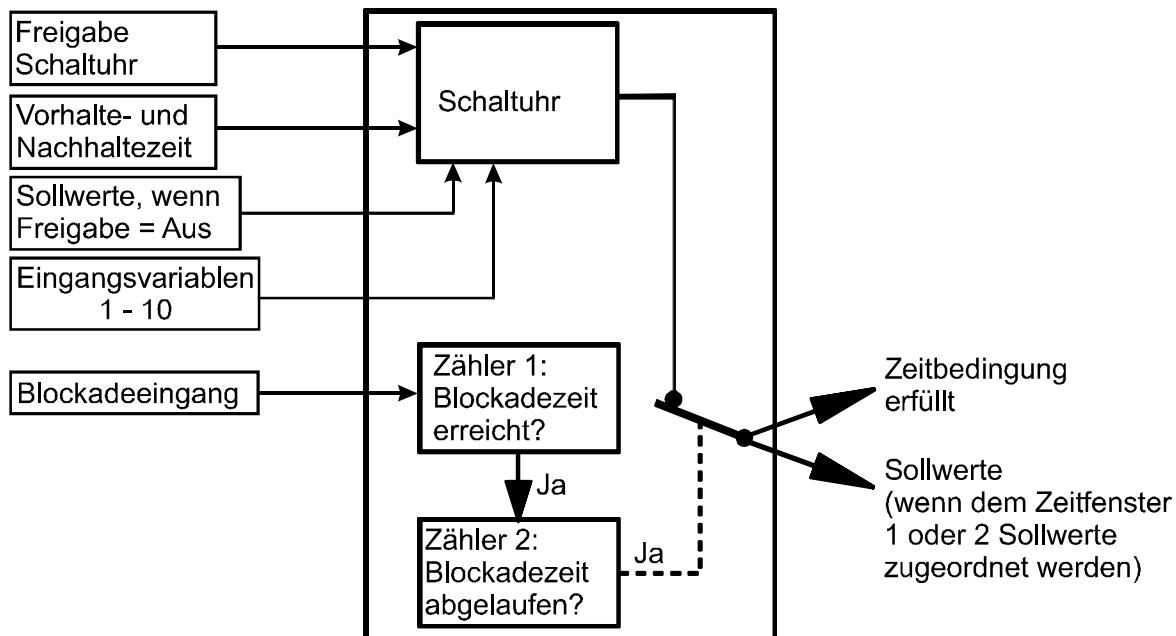 Freigabe
Schaltuhr
Vorhalte- und
Nachhaltezeit
Sollwerte, wenn
Freigabe = Aus
Eingangsvariablen
1 - 10
Blockadeeingang
Schaltuhr
Zähler 1:
Blockadezeit
erreicht?
Ja
Zähler 2:
Blockadezeit
abgelaufen?
Ja
Zeitbedingung
erfüllt
Sollwerte
(wenn dem Zeitfenster
1 oder 2 Sollwerte
zugeordnet werden)